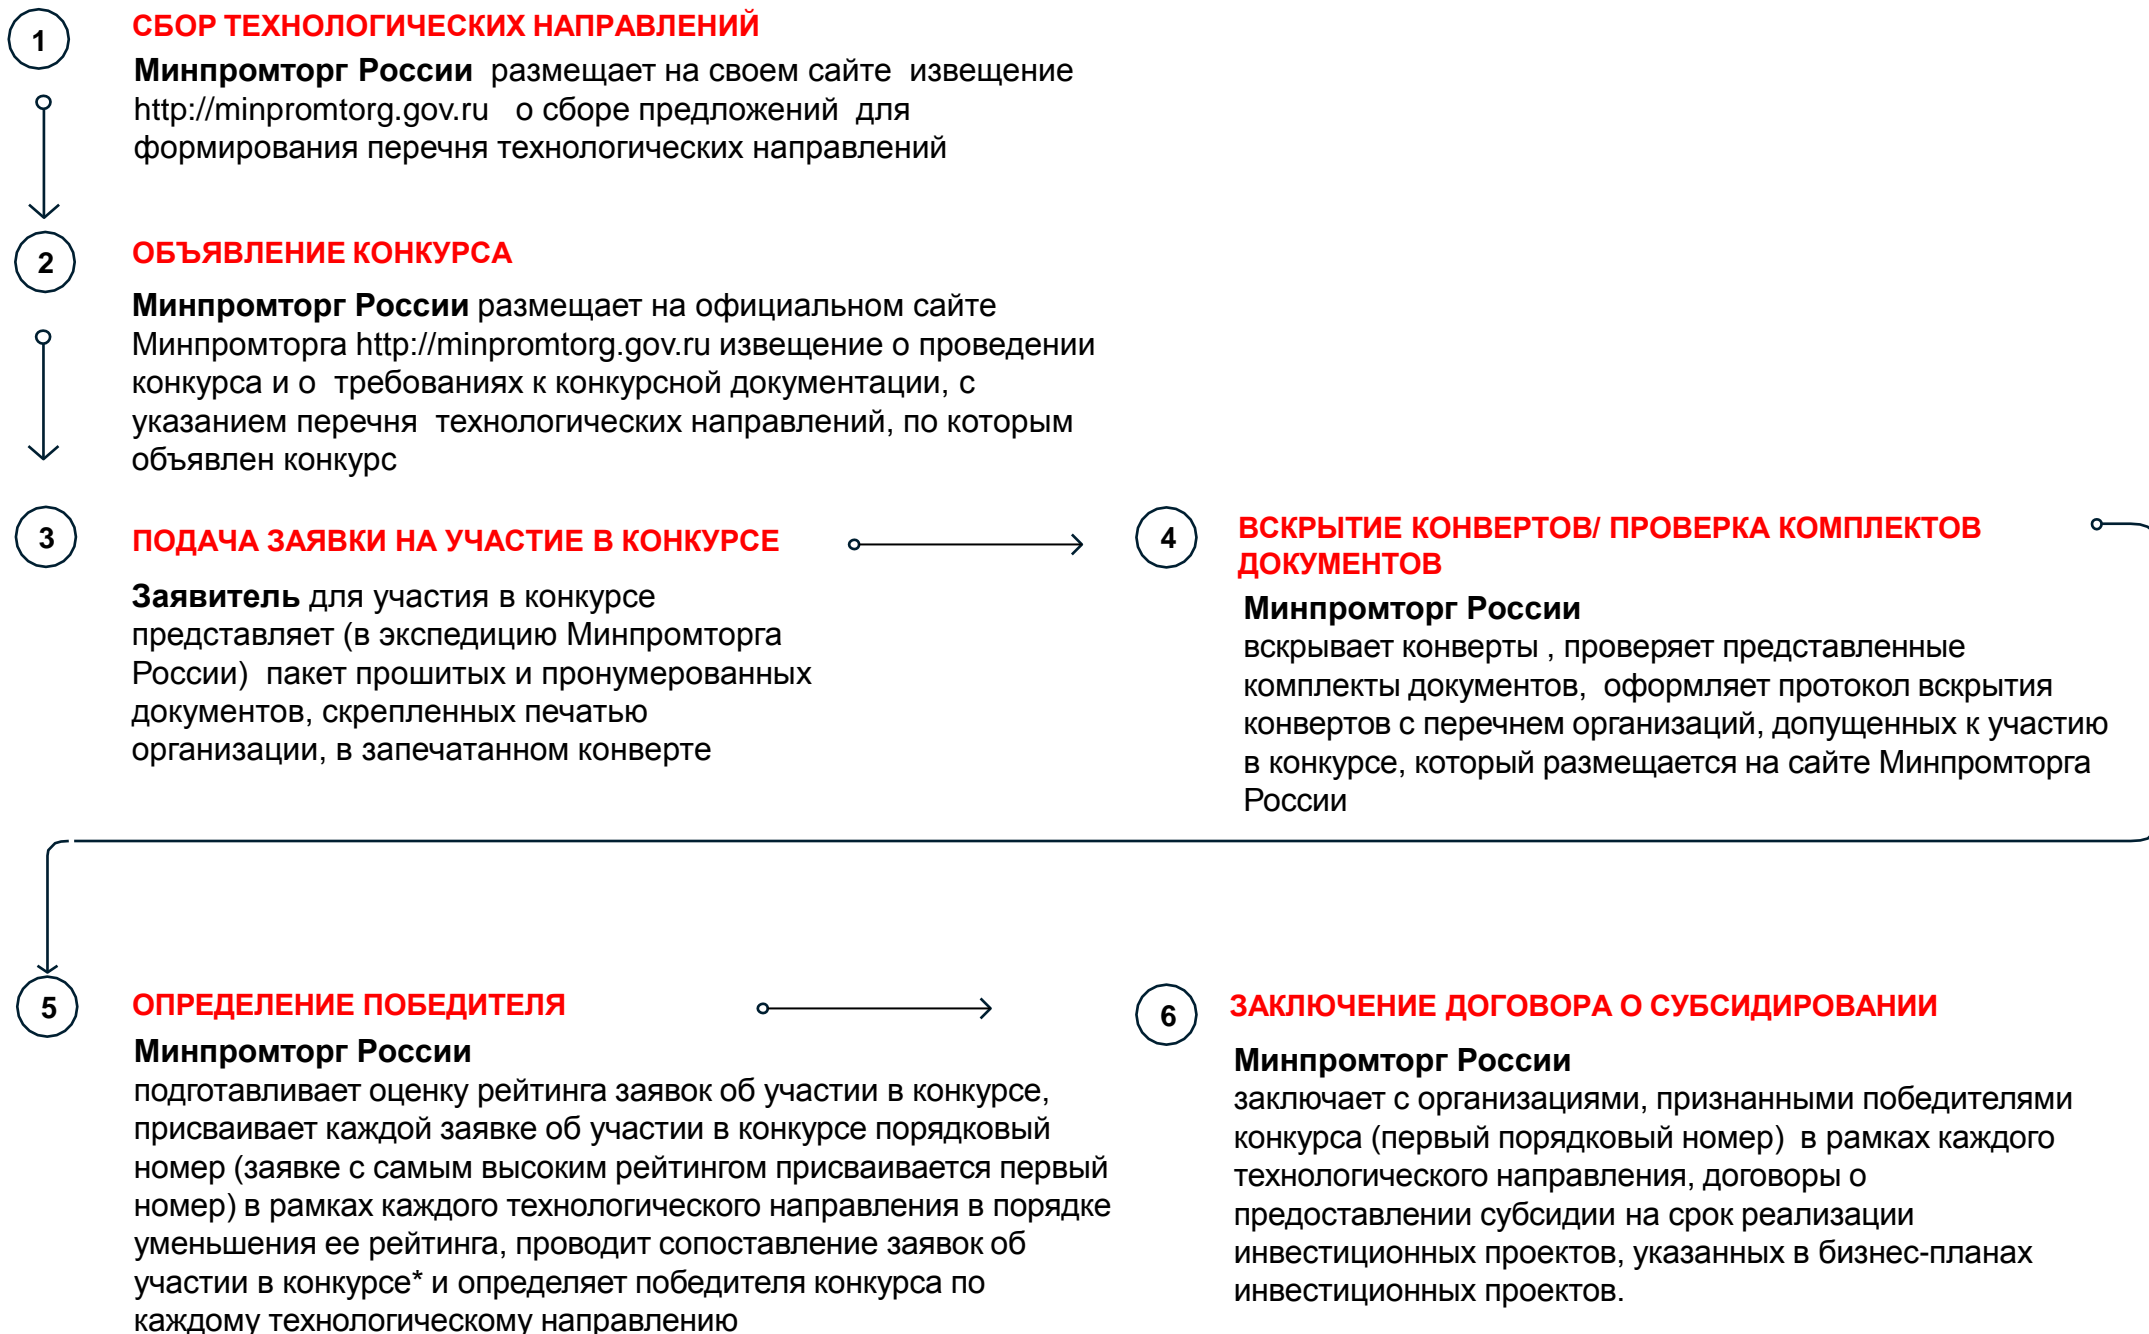 1
СБОР ТЕХНОЛОГИЧЕСКИХ НАПРАВЛЕНИЙ
Минпромторг России размещает на своем сайте извещение
http://minpromtorg.gov.ru о сборе предложений для
формирования перечня технологических направлений
2
ОБЪЯВЛЕНИЕ КОНКУРСА
Минпромторг России размещает на официальном сайте
Минпромторга http://minpromtorg.gov.ru извещение о проведении
конкурса и о требованиях к конкурсной документации, с
указанием перечня технологических направлений, по которым
объявлен конкурс
3
ПОДАЧА ЗАЯВКИ НА УЧАСТИЕ В КОНКУРСЕ
Заявитель для участия в конкурсе
представляет (в экспедицию Минпромторга
России) пакет прошитых и пронумерованных
документов, скрепленных печатью
организации, в запечатанном конверте
4
ВСКРЫТИЕ КОНВЕРТОВ/ ПРОВЕРКА КОМПЛЕКТОВ
ДОКУМЕНТОВ
Минпромторг России
вскрывает конверты , проверяет представленные
комплекты документов, оформляет протокол вскрытия
конвертов с перечнем организаций, допущенных к участию
в конкурсе, который размещается на сайте Минпромторга
России
5
ОПРЕДЕЛЕНИЕ ПОБЕДИТЕЛЯ
Минпромторг России
подготавливает оценку рейтинга заявок об участии в конкурсе,
присваивает каждой заявке об участии в конкурсе порядковый
номер (заявке с самым высоким рейтингом присваивается первый
номер) в рамках каждого технологического направления в порядке
уменьшения ее рейтинга, проводит сопоставление заявок об
участии в конкурсе* и определяет победителя конкурса по
каждому технологическому направлению
6
ЗАКЛЮЧЕНИЕ ДОГОВОРА О СУБСИДИРОВАНИИ
Минпромторг России
заключает с организациями, признанными победителями
конкурса (первый порядковый номер) в рамках каждого
технологического направления, договоры о
предоставлении субсидии на срок реализации
инвестиционных проектов, указанных в бизнес-планах
инвестиционных проектов.